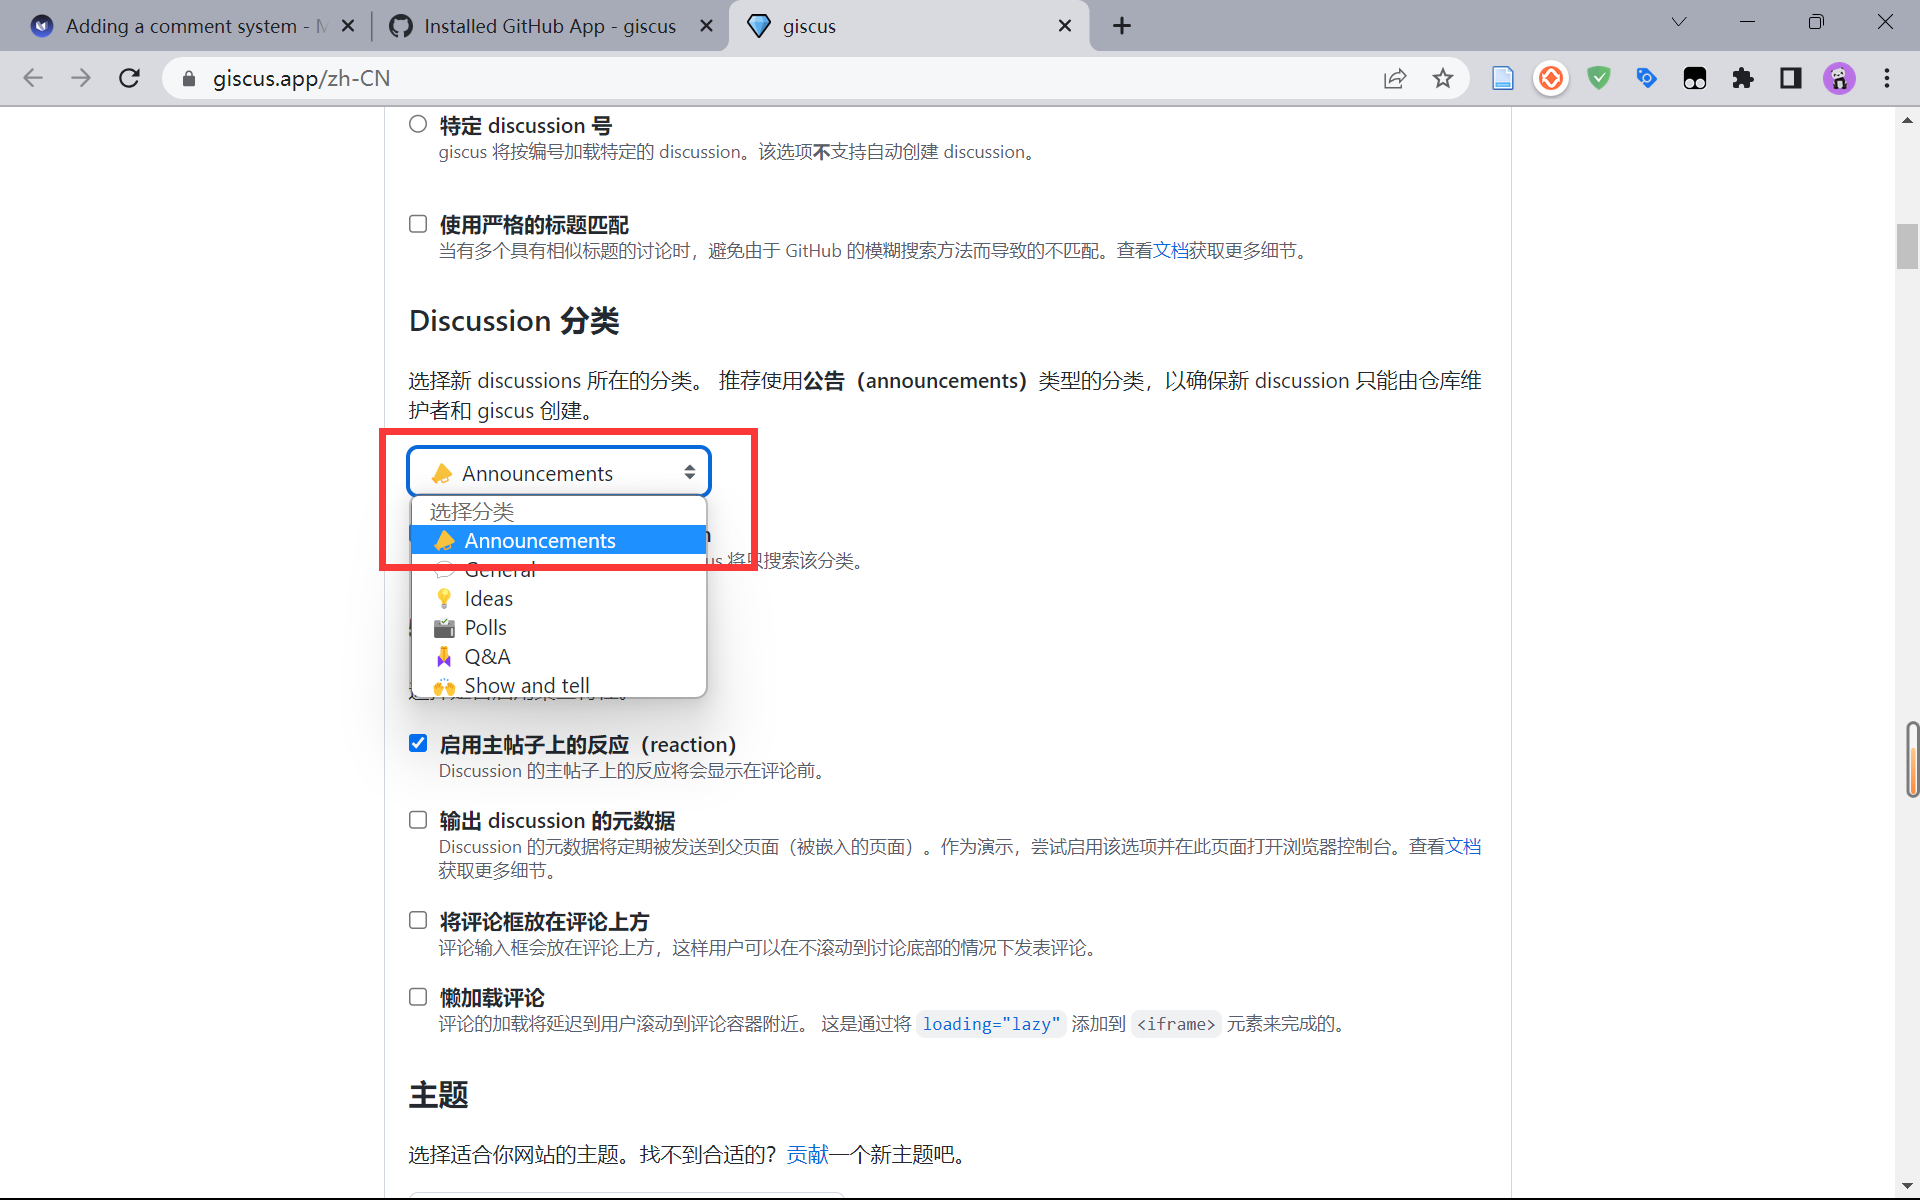 Adding a comment system - M
Installed GitHub App - giscus
giscus
giscus.app/zh-CN
特定 discussion 号
giscus 将按编号加载特定的 discussion。该选项不支持自动创建 discussion。
使用严格的标题匹配
当有多个具有相似标题的讨论时，避免由于 GitHub 的模糊搜索方法而导致的不匹配。查看文档获取更多细节。
Discussion 分类
选择新 discussions 所在的分类。 推荐使用公告（announcements）类型的分类，以确保新 discussion 只能由仓库维
护者和 giscus 创建。
Announcements
选择分类
Announcements
us 将只搜索该分类。
General
Ideas
Polls
Q&A
Show and tell
启用主帖子上的反应（reaction）
Discussion 的主帖子上的反应将会显示在评论前。
输出 discussion 的元数据
Discussion 的元数据将定期被发送到父页面（被嵌入的页面）。作为演示，尝试启用该选项并在此页面打开浏览器控制台。查看文档
获取更多细节。
将评论框放在评论上方
评论输入框会放在评论上方，这样用户可以在不滚动到讨论底部的情况下发表评论。
懒加载评论
评论的加载将延迟到用户滚动到评论容器附近。 这是通过将 loading="lazy" 添加到 <iframe> 元素来完成的。
主题
选择适合你网站的主题。找不到合适的？贡献一个新主题吧。